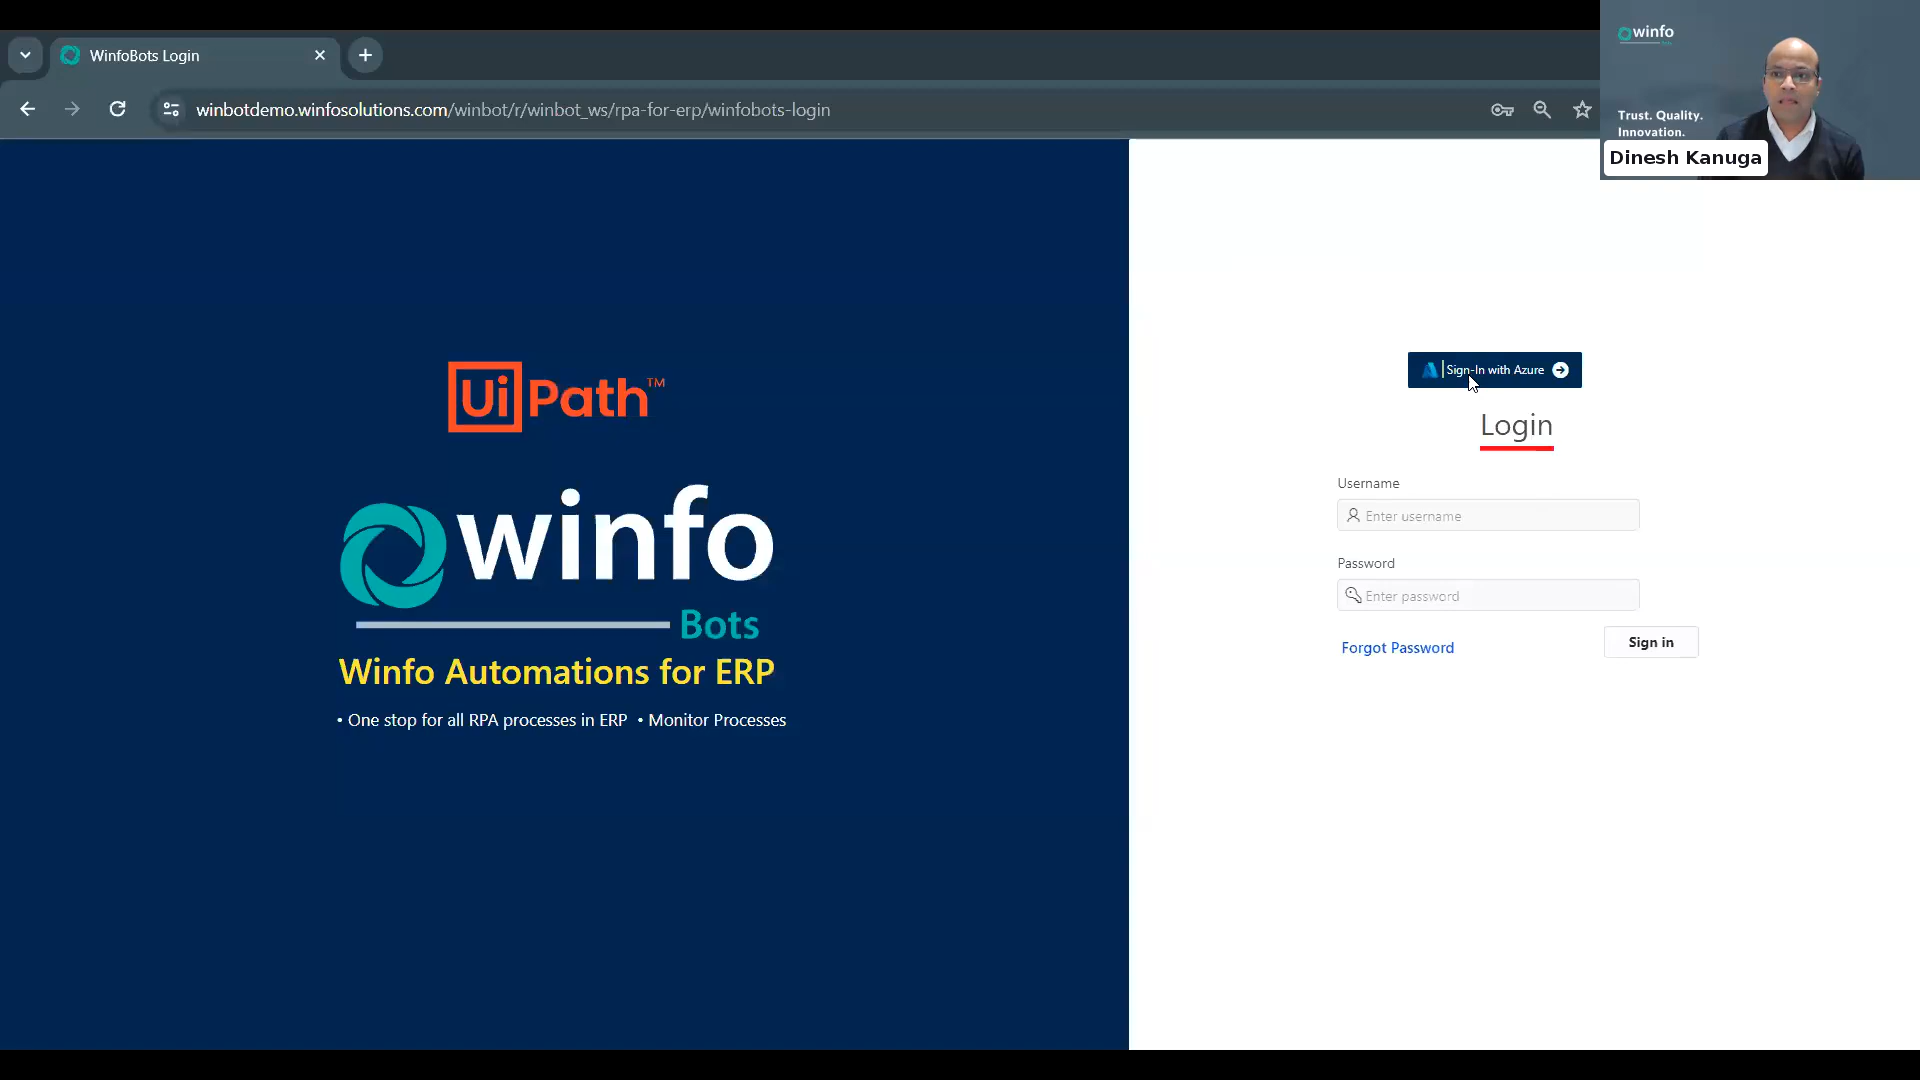 WinfoBots Login
winbotdemo.winfosolutions.com/winbot/r/winbot_ws/rpa-for-erp/winfobots-login
winfo
Trust. Quality.
Innovation.
Dinesh Kanuga
UiPath™
winfo
Bots
Winfo Automations for ERP
• One stop for all RPA processes in ERP • Monitor Processes
Sign-In with Azure
Login
Username
Enter username
Password
Enter password
Forgot Password
Sign in